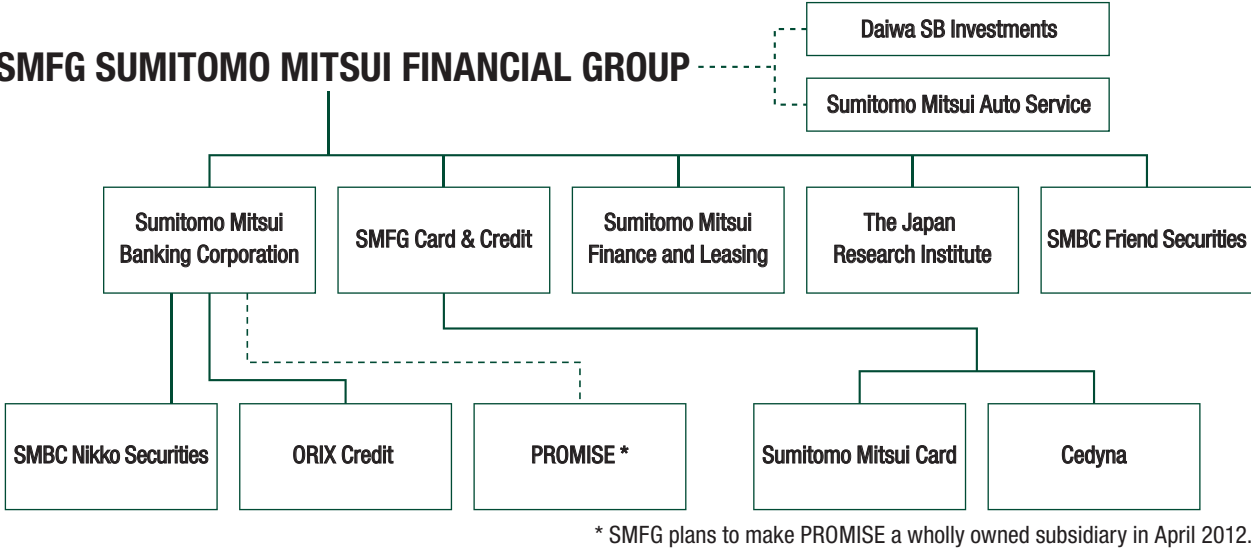 Daiwa SB Investments
SMFG SUMITOMO MITSUI FINANCIAL GROUP
Sumitomo Mitsui Auto Service
Sumitomo Mitsui
Banking Corporation
SMFG Card & Credit
Sumitomo Mitsui
Finance and Leasing
The Japan
Research Institute
SMBC Friend Securities
SMBC Nikko Securities
ORIX Credit
PROMISE *
Sumitomo Mitsui Card
Cedyna
* SMFG plans to make PROMISE a wholly owned subsidiary in April 2012.